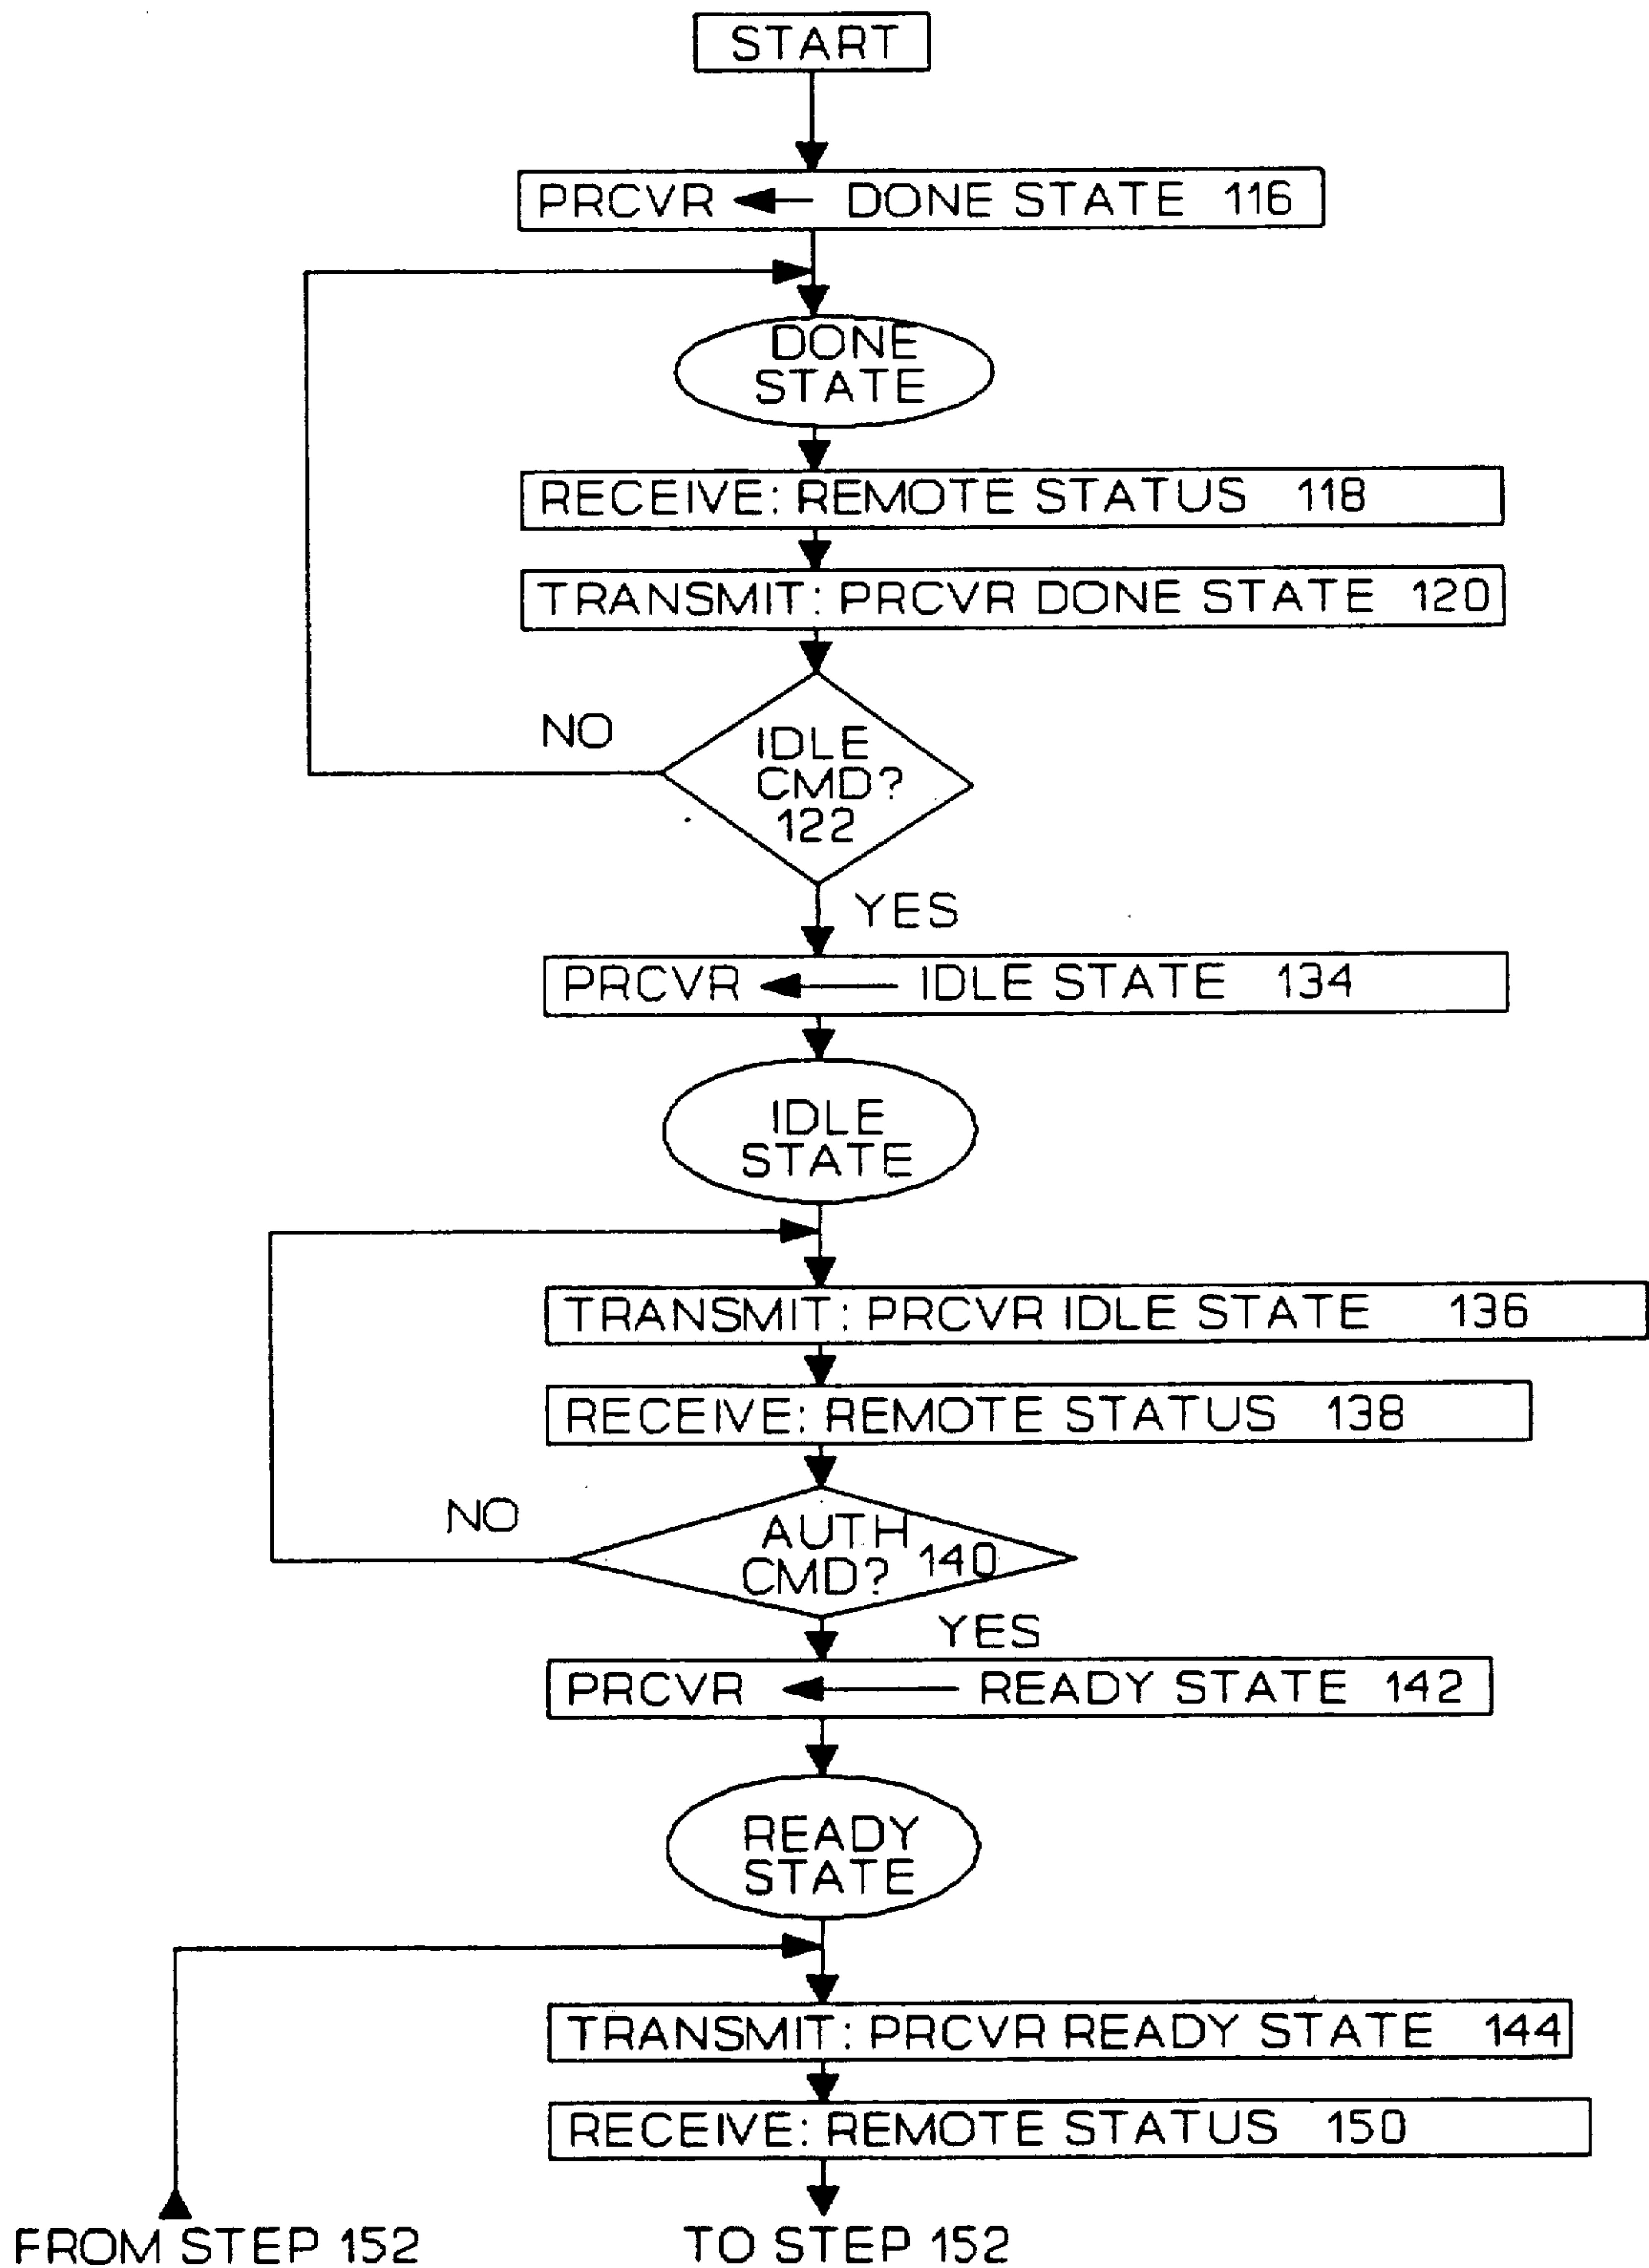 START
PRCVR ← DONE STATE 116
DONE
STATE
RECEIVE: REMOTE STATUS 118
TRANSMIT: PRCVR DONE STATE 120
NO
IDLE
CMD?
122
YES
PRCVR ← IDLE STATE 134
IDLE
STATE
TRANSMIT: PRCVR IDLE STATE 136
RECEIVE: REMOTE STATUS 138
NO
AUTH
CMD? 140
YES
PRCVR ← READY STATE 142
READY
STATE
TRANSMIT: PRCVR READY STATE 144
RECEIVE: REMOTE STATUS 150
FROM STEP 152
TO STEP 152